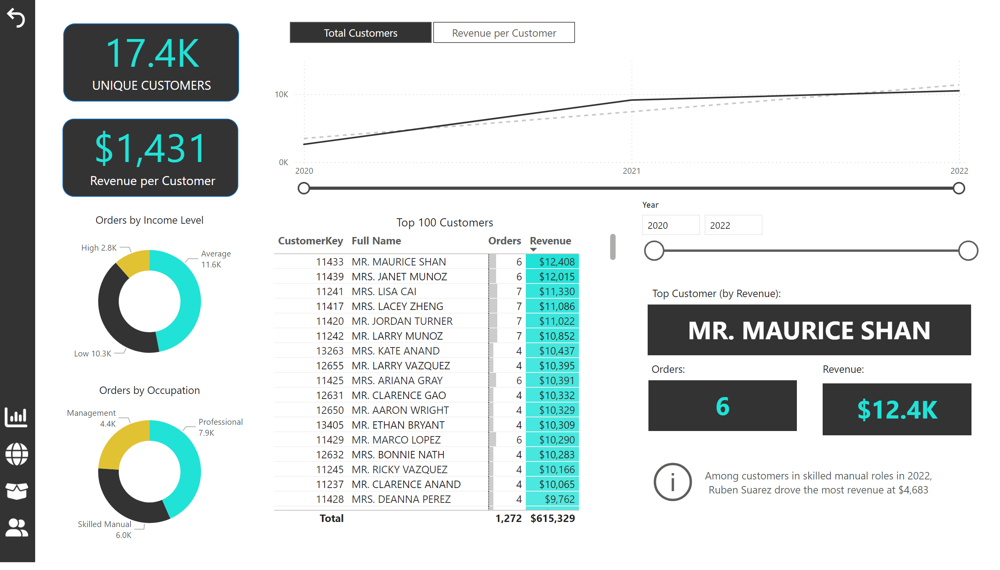 17.4K
UNIQUE CUSTOMERS
$1,431
Revenue per Customer
Total Customers
Revenue per Customer
10K
0K
2020
2021
2022
Orders by Income Level
High 2.8K
Average
11.6K
Low 10.3K
Orders by Occupation
Management
4.4K
Professional
7.9K
Skilled Manual
6.0K
Top 100 Customers
CustomerKey Full Name Orders Revenue
11433 MR. MAURICE SHAN 6 $12,408
11439 MRS. JANET MUNOZ 6 $12,015
11241 MRS. LISA CAI 7 $11,330
11417 MRS. LACEY ZHENG 7 $11,086
11420 MR. JORDAN TURNER 7 $11,022
11242 MR. LARRY MUNOZ 7 $10,852
13263 MRS. KATE ANAND 4 $10,437
12655 MR. LARRY VAZQUEZ 4 $10,395
11425 MRS. ARIANA GRAY 6 $10,391
12631 MR. CLARENCE GAO 4 $10,332
12650 MR. AARON WRIGHT 4 $10,329
13405 MR. ETHAN BRYANT 4 $10,309
11429 MR. MARCO LOPEZ 6 $10,290
12632 MRS. BONNIE NATH 4 $10,283
11245 MR. RICKY VAZQUEZ 4 $10,166
11237 MR. CLARENCE ANAND 4 $10,065
11428 MRS. DEANNA PEREZ 4 $9,762
Total 1,272 $615,329
Year
2020 2022
Top Customer (by Revenue):
MR. MAURICE SHAN
Orders:
6
Revenue:
$12.4K
Among customers in skilled manual roles in 2022,
Ruben Suarez drove the most revenue at $4,683